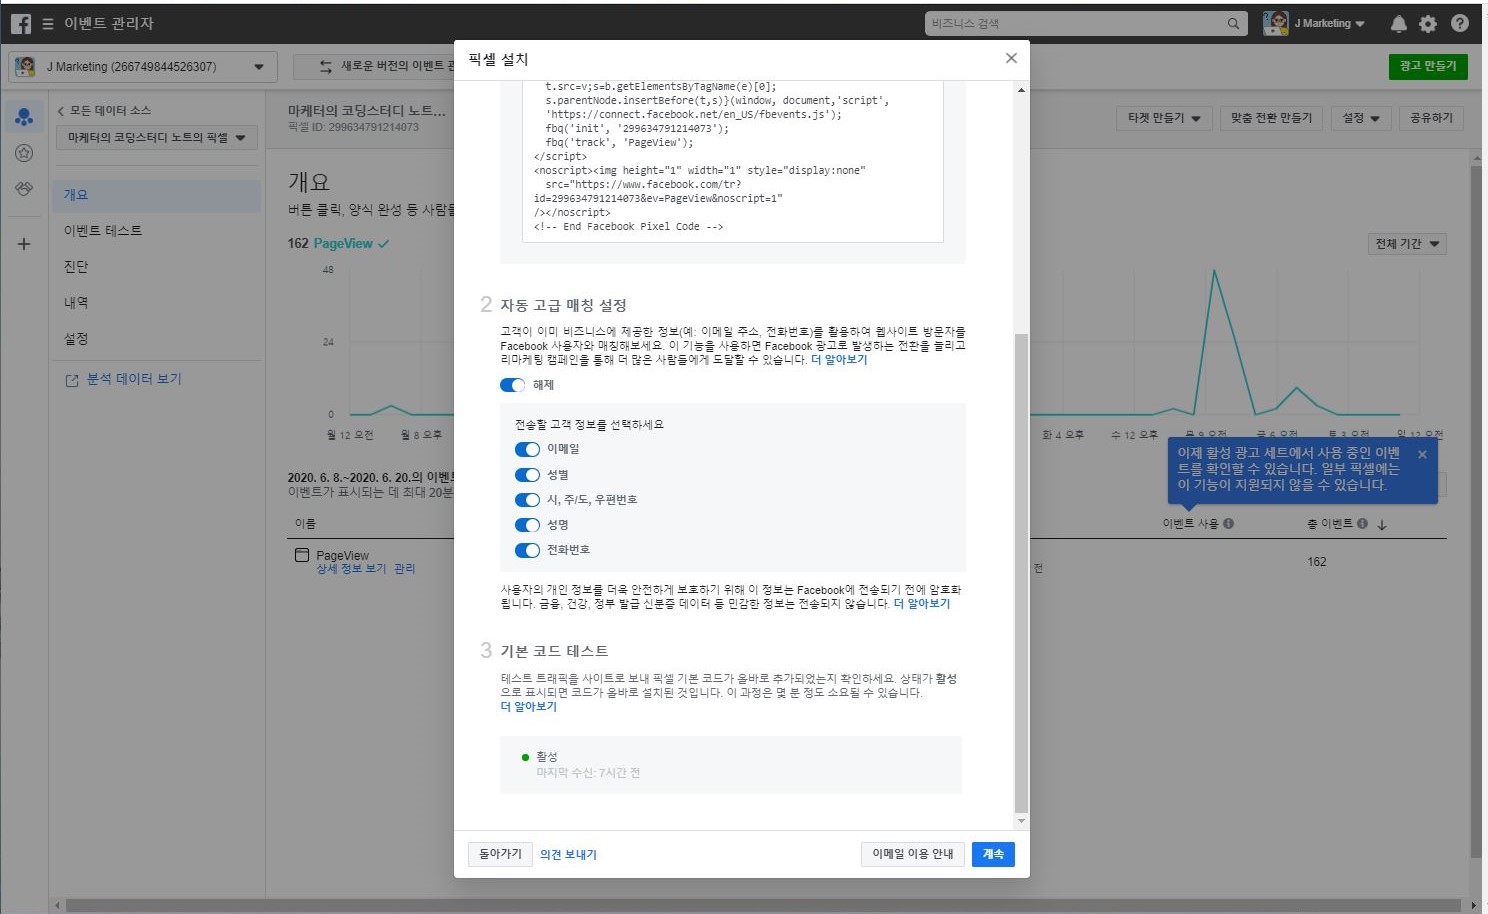 이벤트 관리자
비즈니스 검색
J Marketing
J Marketing (266749844526307)
새로운 버전의 이벤트 관
광고 만들기
모든 데이터 소스
마케터의 코딩스터디 노트의 픽셀
개요
이벤트 테스트
진단
내역
설정
분석 데이터 보기
마케터의 코딩스터디 노트...
픽셀 ID: 299634791214073
타겟 만들기
맞춤 전환 만들기
설정
공유하기
개요
버튼 클릭, 양식 완성 등 사람들
162 PageView
전체 기간
48
24
0
월 12 오전
월 8 오후
화 4 오후
수 12 오후
목 9 오전
금 6 오전
토 3 오전
일 12 오전
이제 활성 광고 세트에서 사용 중인 이벤
트를 확인할 수 있습니다. 일부 픽셀에는
이 기능이 지원되지 않을 수 있습니다.
2020. 6. 8.~2020. 6. 20.의 이벤트
이벤트가 표시되는 데 최대 20분
이름
이벤트 사용
총 이벤트
PageView
상세 정보 보기 관리
전
162
픽셀 설치
t.src=v;s=b.getElementsByTagName(e)[0];
s.parentNode.insertBefore(t,s)}(window, document,'script',
'https://connect.facebook.net/en_US/fbevents.js');
fbq('init', '299634791214073');
fbq('track', 'PageView');
</script>
<noscript><img height="1" width="1" style="display:none"
src="https://www.facebook.com/tr?
id=299634791214073&ev=PageView&noscript=1"
/></noscript>
<!-- End Facebook Pixel Code -->
2 자동 고급 매칭 설정
고객이 이미 비즈니스에 제공한 정보(예: 이메일 주소, 전화번호)를 활용하여 웹사이트 방문자를
Facebook 사용자와 매칭해보세요. 이 기능을 사용하면 Facebook 광고로 발생하는 전환을 늘리고
리마케팅 캠페인을 통해 더 많은 사람들에게 도달할 수 있습니다. 더 알아보기
해제
전송할 고객 정보를 선택하세요
이메일
성별
시, 주/도, 우편번호
성명
전화번호
사용자의 개인 정보를 더욱 안전하게 보호하기 위해 이 정보는 Facebook에 전송되기 전에 암호화
됩니다. 금융, 건강, 정부 발급 신분증 데이터 등 민감한 정보는 전송되지 않습니다. 더 알아보기
3 기본 코드 테스트
테스트 트래픽을 사이트로 보내 픽셀 기본 코드가 올바로 추가되었는지 확인하세요. 상태가 활성
으로 표시되면 코드가 올바로 설치된 것입니다. 이 과정은 몇 분 정도 소요될 수 있습니다.
더 알아보기
활성
마지막 수신: 7시간 전
돌아가기
의견 보내기
이메일 이용 안내
계속